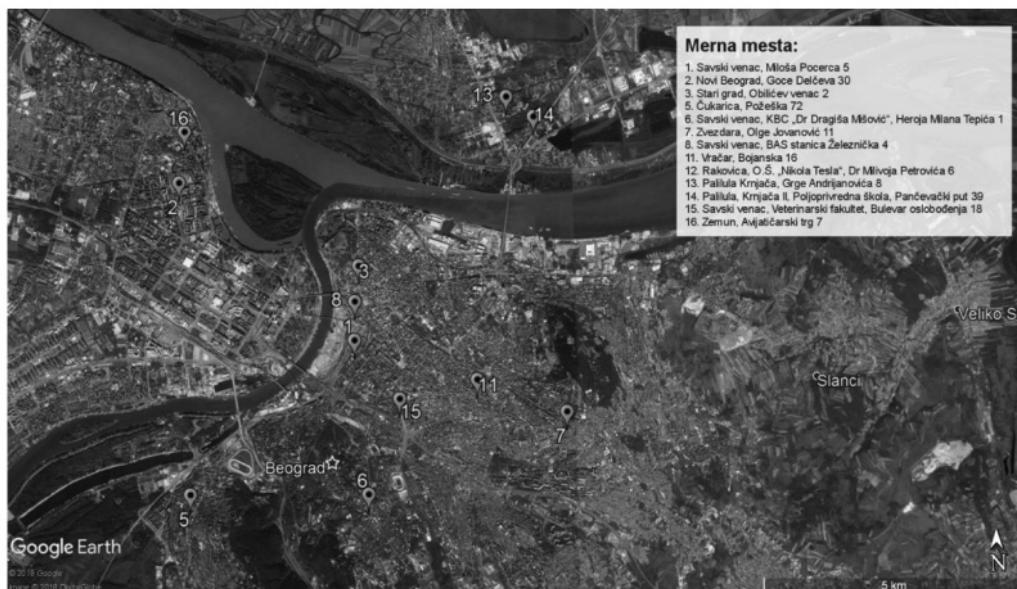 Merna mesta:
1. Savski venac, Miloša Pocerca 5
2. Novi Beograd, Goce Delčeva 30
3. Stari grad, Obilićev venac 2
5. Čukarica, Požeška 72
6. Savski venac, KBC „Dr Dragiša Mišović“, Heroja Milana Tepića 1
7. Zvezdara, Olge Jovanović 11
8. Savski venac, BAS stanica Železnička 4
11. Vračar, Bojanska 16
12. Rakovica, O.Š. „Nikola Tesla“, Dr Milivoja Petrovića 6
13. Palilula Krnjača, Grge Andrijanovića 8
14. Palilula, Krnjača II, Poljoprivredna škola, Pančevački put 39
15. Savski venac, Veterinarski fakultet, Bulevar oslobođenja 18
16. Zemun, Avijatičarski trg 7
13
14
16
2
3
8
Veliko S
1
11
Slanci
15
7
Beograd
6
5
Google Earth
N
© 2018 Google
© 2018 DigitalGlobe
5 km